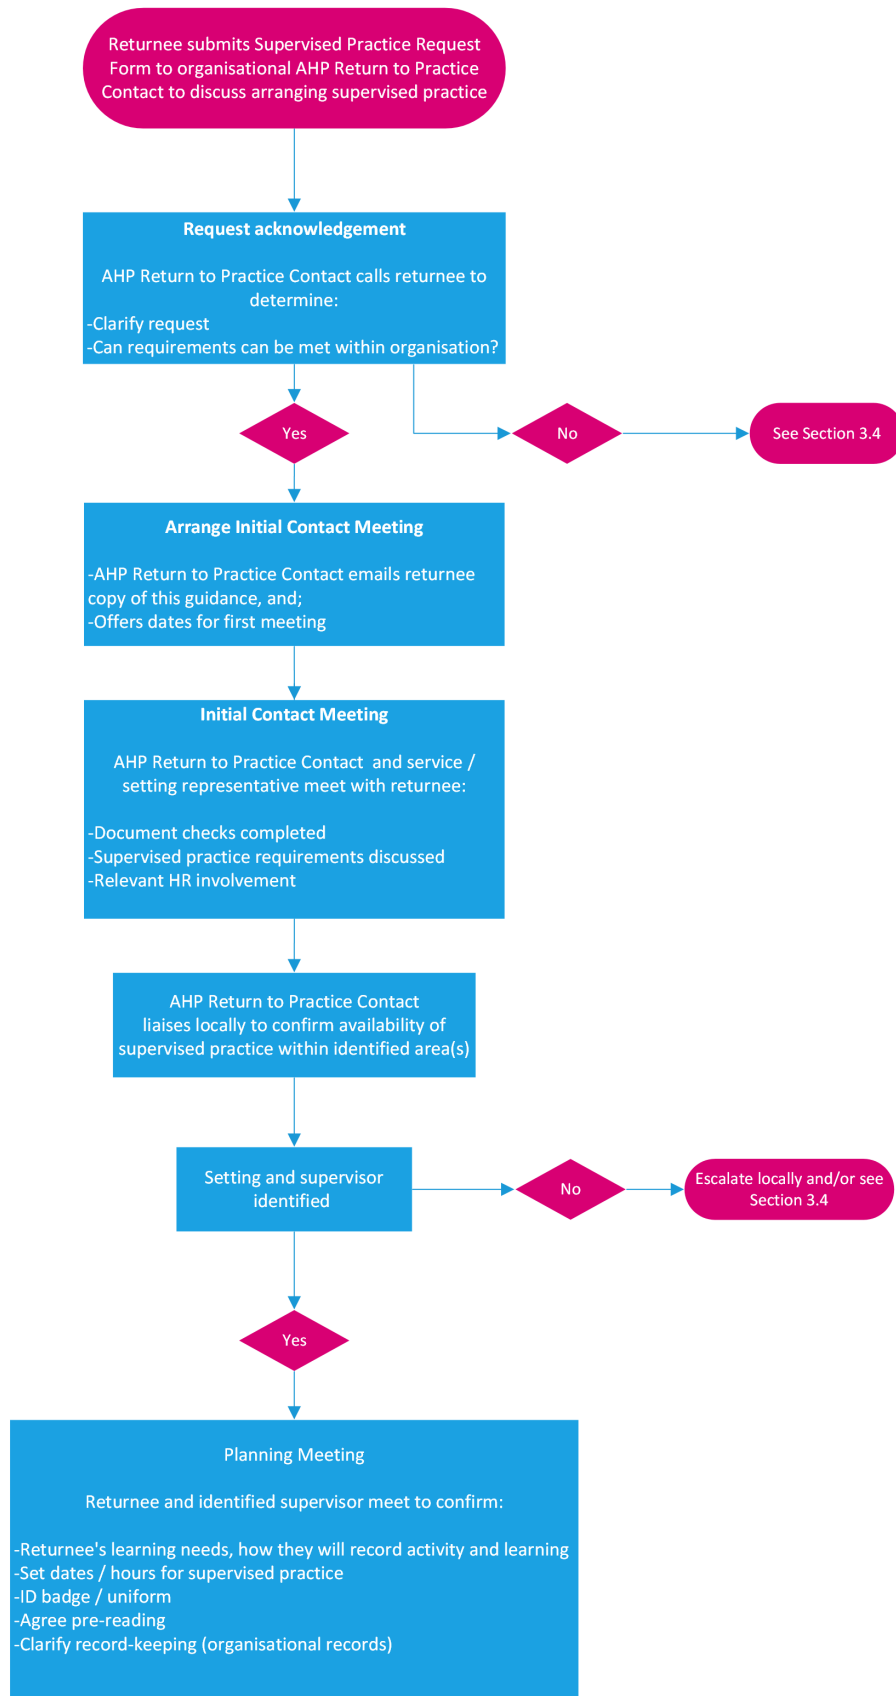 Returnee submits Supervised Practice Request
Form to organisational AHP Return to Practice
Contact to discuss arranging supervised practice
Request acknowledgement
AHP Return to Practice Contact calls returnee to
determine:
-Clarify request
-Can requirements can be met within organisation?
Yes
No
See Section 3.4
Arrange Initial Contact Meeting
-AHP Return to Practice Contact emails returnee
copy of this guidance, and;
-Offers dates for first meeting
Initial Contact Meeting
AHP Return to Practice Contact  and service /
setting representative meet with returnee:
-Document checks completed
-Supervised practice requirements discussed
-Relevant HR involvement
AHP Return to Practice Contact
liaises locally to confirm availability of
supervised practice within identified area(s)
Setting and supervisor
identified
No
Escalate locally and/or see
Section 3.4
Yes
Planning Meeting
Returnee and identified supervisor meet to confirm:
-Returnee's learning needs, how they will record activity and learning
-Set dates / hours for supervised practice
-ID badge / uniform
-Agree pre-reading
-Clarify record-keeping (organisational records)